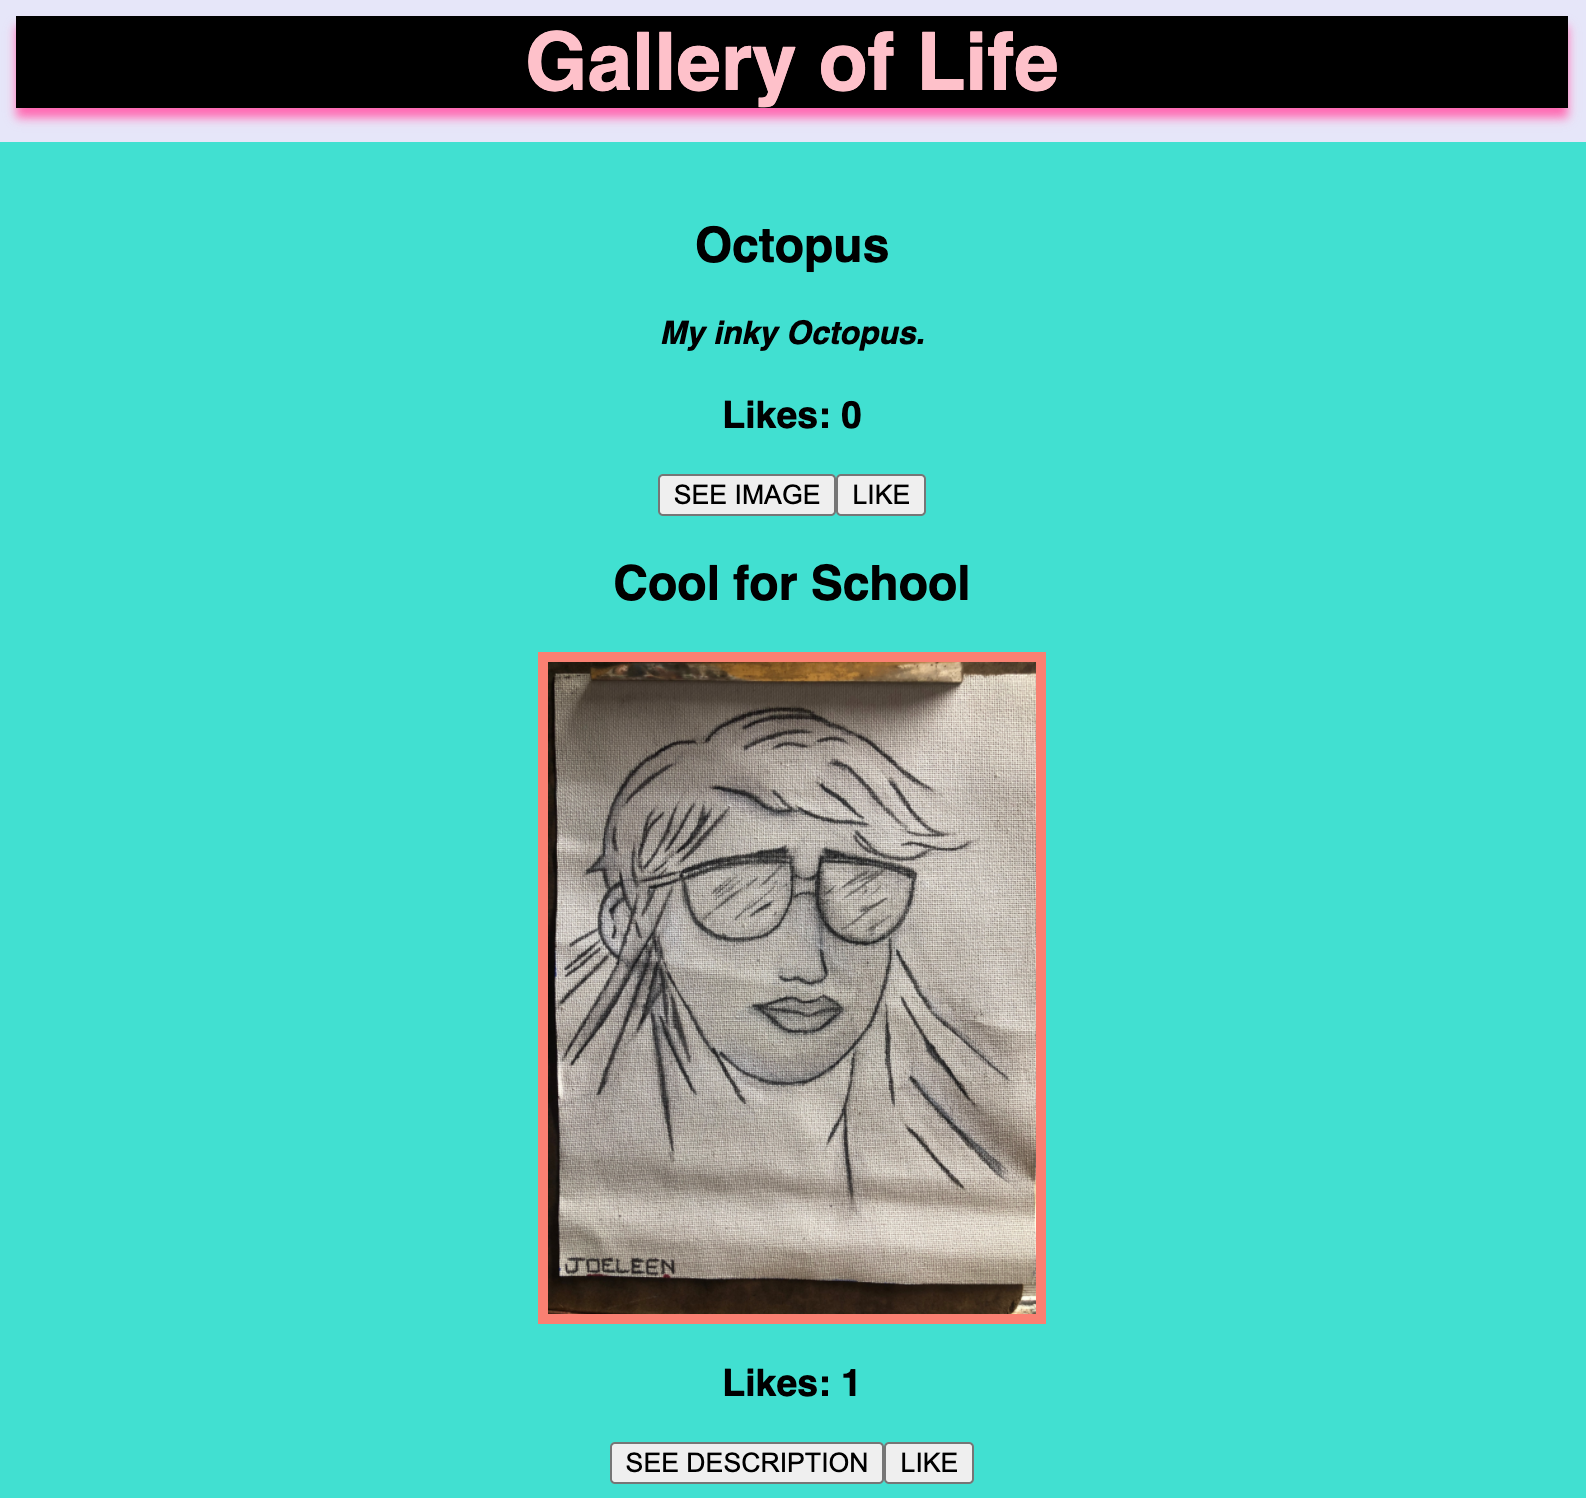 Gallery of Life
Octopus
My inky Octopus.
Likes: 0
SEE IMAGE LIKE
Cool for School
JOELEEN
Likes: 1
SEE DESCRIPTION LIKE